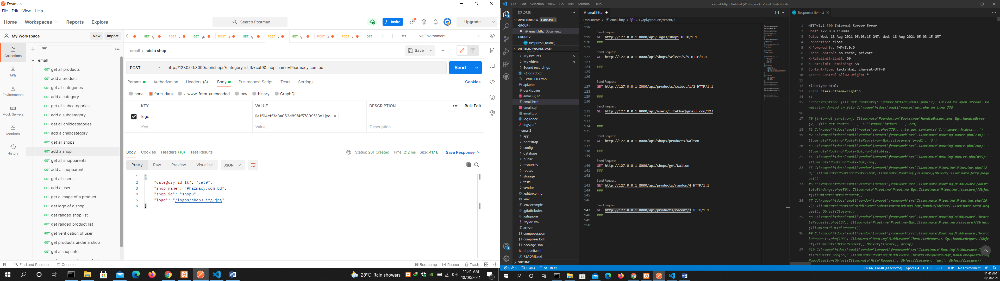 Postman
File Edit View Help
Home Workspaces Reports Explore
Search Postman
Invite
Upgrade
My Workspace
New
Import
GET g.
POST a
GET g.
POST a
GET g.
POST a
GET g.
POST a
POST a
GET
No Environment
Collections
APIs
Environments
Mock Servers
Monitors
History
emall
GET get all products
GET add a product
GET get all categories
GET add a category
GET get all subcategories
GET add a subcategory
GET get all childcategories
GET add a childcategory
GET get all shops
GET add a shop
GET get all shopparents
GET add a shopparent
GET get all users
GET add a user
GET get a image of a product
GET get logo of a shop
GET get ranged shop list
GET get ranged product list
GET get verification of user
GET get products under a shop
GET get a shop info
emall / add a shop
Save
POST
http://127.0.0.1:8000/api/shops?category_id_fk=cat9&shop_name=Pharmacy.com.bd
Send
Params Authorization Headers (8) Body Pre-request Script Tests Settings
Cookies
none form-data x-www-form-urlencoded raw binary GraphQL
KEY VALUE DESCRIPTION
Bulk Edit
logo
0e1f04cff3a8a053d89f4f57899f38e1.jpg
Key Value Description
Body Cookies Headers (10) Test Results
Status: 201 Created Time: 212 ms Size: 417 B
Save Response
Pretty Raw Preview Visualize JSON
1 {
2 "category_id_fk": "cat9",
3 "shop_name": "Pharmacy.com.bd",
4 "shop_id": "shop3",
5 "logo": "/logos/shop3_img.jpg"
6 }
Find and Replace Console
Bootcamp Runner Trash
28°C Rain showers
11:41 AM
18/08/2021
File Edit Selection View Go Run Terminal Help
● emall.http - Untitled (Workspace) - Visual Studio Code
EXPLORER
OPEN EDITORS 1 UNSAVED
GROUP 1
emall.http Documents
GROUP 2
Response(184ms)
UNTITLED (WORKSPACE)
My Pictures
My Videos
Sound recordings
~$logs.docx
~WRL0003.tmp
api.php
desktop.ini
emall (2).sql
emall.http
emall.sql
emall.zip
logs.docx
logs.pdf
emall2
app
bootstrap
config
database
public
resources
routes
storage
tests
vendor
.editorconfig
.env
.env.example
.gitattributes
.gitignore
.styleci.yml
artisan
composer.json
composer.lock
package.json
phpunit.xml
README.md
OUTLINE
emall.http
Documents > emall.http > GET /api/products/recent/3
118
Send Request
119 GET http://127.0.0.1:8000/api/logos/shop1 HTTP/1.1
120 ###
121
Send Request
122 GET http://127.0.0.1:8000/api/shops/select/5/9 HTTP/1.1
123
124 ###
125
126
Send Request
127 GET http://127.0.0.1:8000/api/products/select/1/2 HTTP/1.1
128
129 ###
130
Send Request
131 GET http://127.0.0.1:8000/api/users/iftekhar@gmail.com/123
132
133
134 ###
135
Send Request
136 GET http://127.0.0.1:8000/api/shops/products/Walton
137
138 ###
139
Send Request
140 GET http://127.0.0.1:8000/api/shops/get/Walton
141 ###
142
Send Request
143 GET http://127.0.0.1:8000/api/products/random/4 HTTP/1.1
144 ###
145
146
Send Request
147 GET http://127.0.0.1:8000/api/products/recent/3 HTTP/1.1
148 ###
149
150
Response(184ms)
1 HTTP/1.1 500 Internal Server Error
2 Host: 127.0.0.1:8000
3 Date: Wed, 18 Aug 2021 05:03:15 GMT, Wed, 18 Aug 2021 05:03:15 GMT
4 Connection: close
5 X-Powered-By: PHP/8.0.9
6 Cache-Control: no-cache, private
7 X-RateLimit-Limit: 60
8 X-RateLimit-Remaining: 58
9 Content-Type: text/html; charset=UTF-8
10 Access-Control-Allow-Origin: *
11
12 <!doctype html>
13 <html class="theme-light">
14 <!--
15 ErrorException: file_get_contents(C:\xampp\htdocs\emall\public): Failed to open stream: Pe
rmission denied in file C:\xampp\htdocs\emall\routes\api.php on line 770
16
17 #0 [internal function]: Illuminate\Foundation\Bootstrap\HandleExceptions-&gt;handleError
(2, 'file_get_conten...', 'C:\\xampp\\htdocs...', 770)
18 #1 C:\xampp\htdocs\emall\routes\api.php(770): file_get_contents('C:\\xampp\\htdocs...')
19 #2 C:\xampp\htdocs\emall\vendor\laravel\framework\src\Illuminate\Routing\Route.php(230): I
lluminate\Routing\RouteFileRegistrar-&gt;{closure}('prod1', '3')
20 #3 C:\xampp\htdocs\emall\vendor\laravel\framework\src\Illuminate\Routing\Route.php(200): I
lluminate\Routing\Route-&gt;runCallable()
21 #4 C:\xampp\htdocs\emall\vendor\laravel\framework\src\Illuminate\Routing\Router.php(695):
Illuminate\Routing\Route-&gt;run()
22 #5 C:\xampp\htdocs\emall\vendor\laravel\framework\src\Illuminate\Pipeline\Pipeline.php(12
8): Illuminate\Routing\Router-&gt;Illuminate\Routing\{closure}(Object(Illuminate\Http\Requ
est))
23 #6 C:\xampp\htdocs\emall\vendor\laravel\framework\src\Illuminate\Routing\Middleware\Substi
tuteBindings.php(50): Illuminate\Pipeline\Pipeline-&gt;Illuminate\Pipeline\{closure}(Objec
t(Illuminate\Http\Request))
24 #7 C:\xampp\htdocs\emall\vendor\laravel\framework\src\Illuminate\Pipeline\Pipeline.php(16
7): Illuminate\Routing\Middleware\SubstituteBindings-&gt;handle(Object(Illuminate\Http\Req
uest), Object(Closure))
25 #8 C:\xampp\htdocs\emall\vendor\laravel\framework\src\Illuminate\Routing\Middleware\Thrott
leRequests.php(127): Illuminate\Pipeline\Pipeline-&gt;Illuminate\Pipeline\{closure}(Object
(Illuminate\Http\Request))
26 #9 C:\xampp\htdocs\emall\vendor\laravel\framework\src\Illuminate\Routing\Middleware\Thrott
leRequests.php(103): Illuminate\Routing\Middleware\ThrottleRequests-&gt;handleRequest(Obje
ct(Illuminate\Http\Request), Object(Closure), Array)
27 #10 C:\xampp\htdocs\emall\vendor\laravel\framework\src\Illuminate\Routing\Middleware\Thrott
leRequests.php(55): Illuminate\Routing\Middleware\ThrottleRequests-&gt;handleRequestUsing
NamedLimiter(Object(Illuminate\Http\Request), Object(Closure), 'api', Object(Closure))
0 0 184ms 581.18 KB
Ln 147, Col 48 (43 selected) Spaces: 4 UTF-8 CRLF HTTP No Environment
11:41 AM
18/08/2021